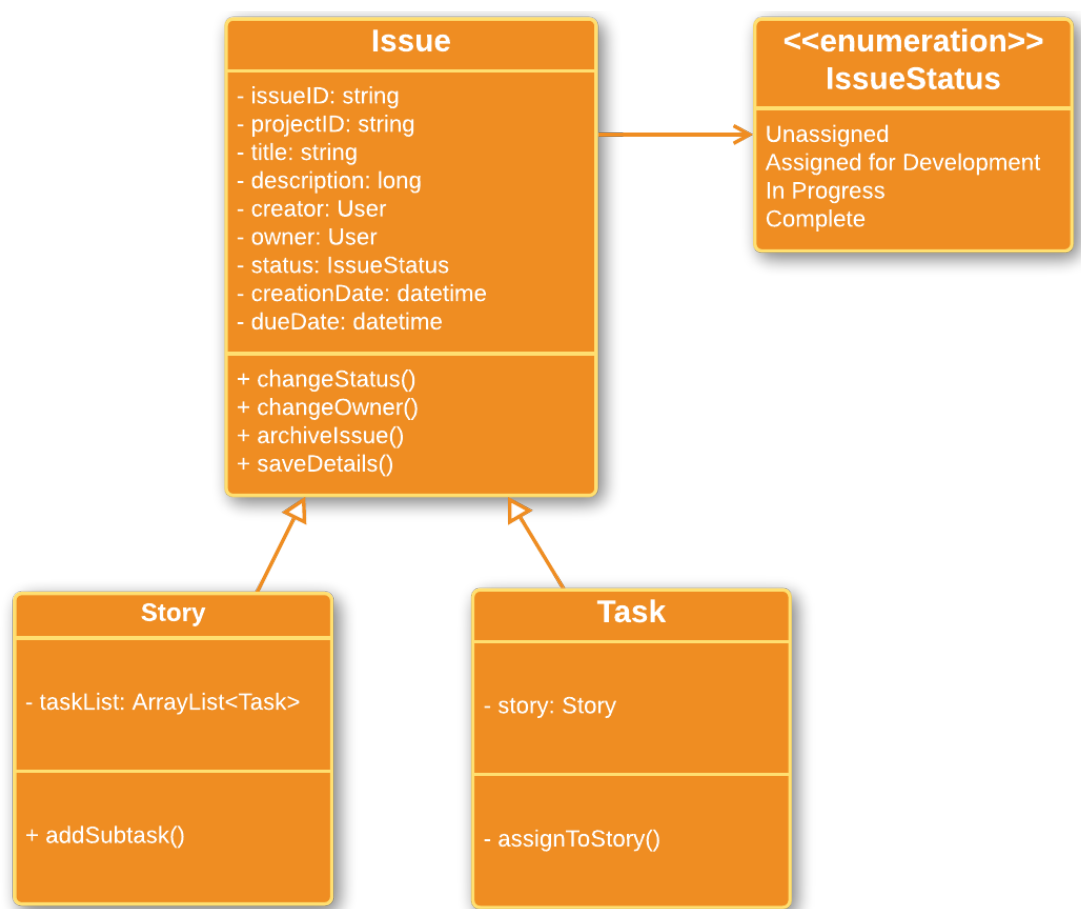 Issue
- issueID: string
- projectID: string
- title: string
- description: long
- creator: User
- owner: User
- status: IssueStatus
- creationDate: datetime
- dueDate: datetime
+ changeStatus()
+ changeOwner()
+ archiveIssue()
+ saveDetails()
<<enumeration>>
IssueStatus
Unassigned
Assigned for Development
In Progress
Complete
Story
- taskList: ArrayList<Task>
+ addSubtask()
Task
- story: Story
- assignToStory()